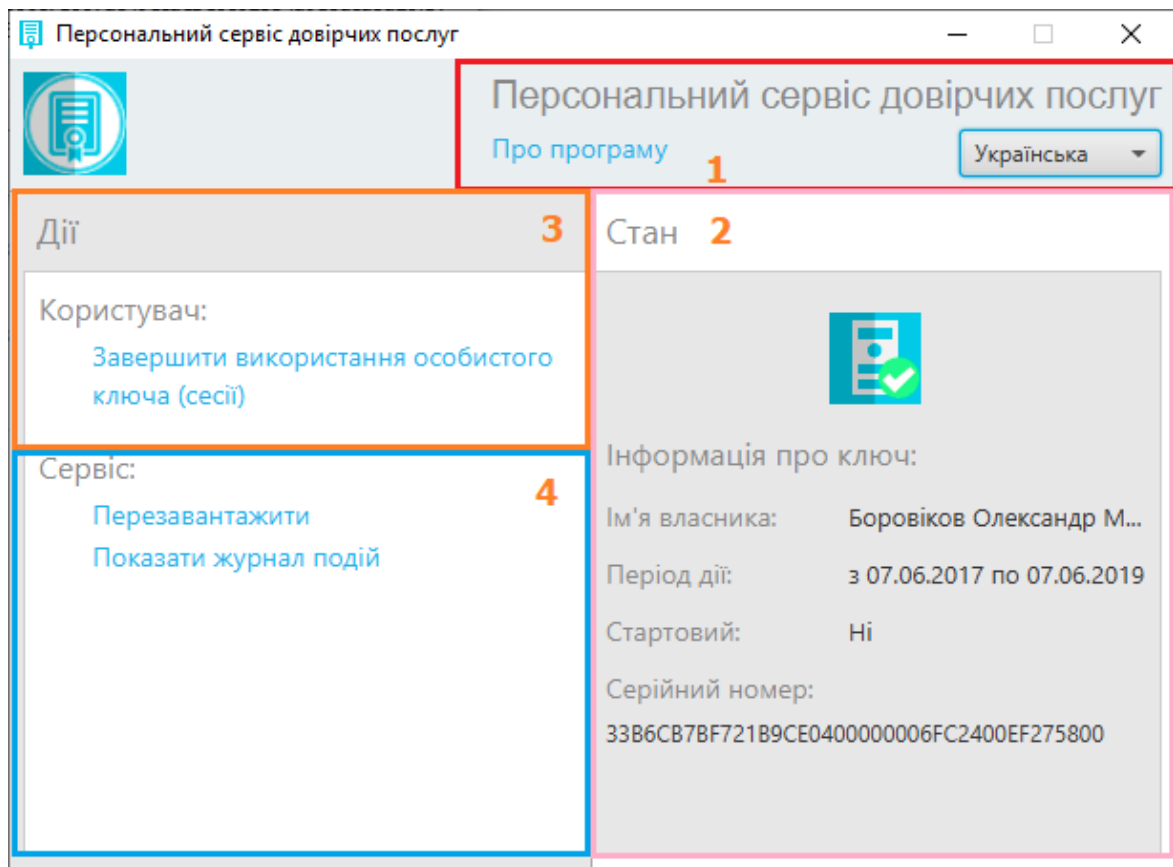 Персональний сервіс довірчих послуг
Персональний сервіс довірчих послуг
Про програму
Українська
1
Дії
3
Користувач:
Завершити використання особистого
ключа (сесії)
Сервіс:
4
Перезавантажити
Показати журнал подій
Стан 2
Інформація про ключ:
Ім'я власника: Боровіков Олександр М...
Період дії: з 07.06.2017 по 07.06.2019
Стартовий: Ні
Серійний номер:
33B6CB7BF721B9CE0400000006FC2400EF275800